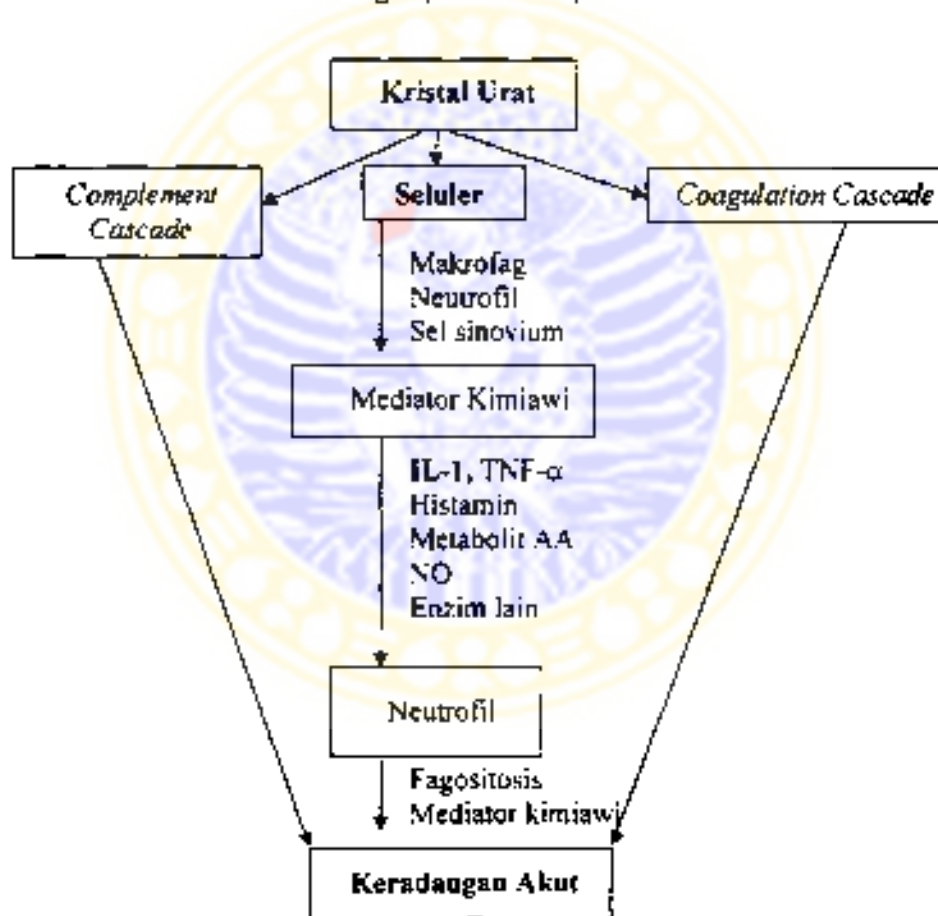 Kristal Urat
Complement
Cascade
Seluler
Coagulation Cascade
Makrofag
Neutrofil
Sel sinovium
Mediator Kimiawi
IL-1, TNF-α
Histamin
Metabolit AA
NO
Enzim lain
Neutrofil
Fagositosis
Mediator kimiawi
Keradangan Akut